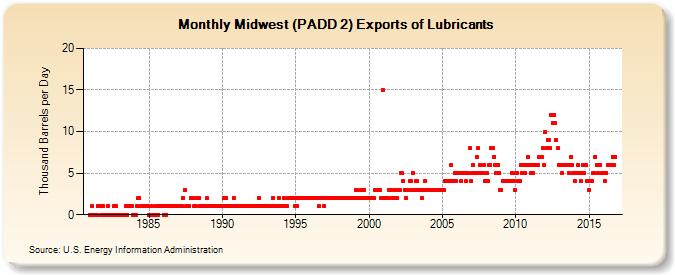 Monthly Midwest (PADD 2) Exports of Lubricants
Thousand Barrels per Day
20
15
10
5
0
1985 1990 1995 2000 2005 2010 2015
Source: U.S. Energy Information Administration